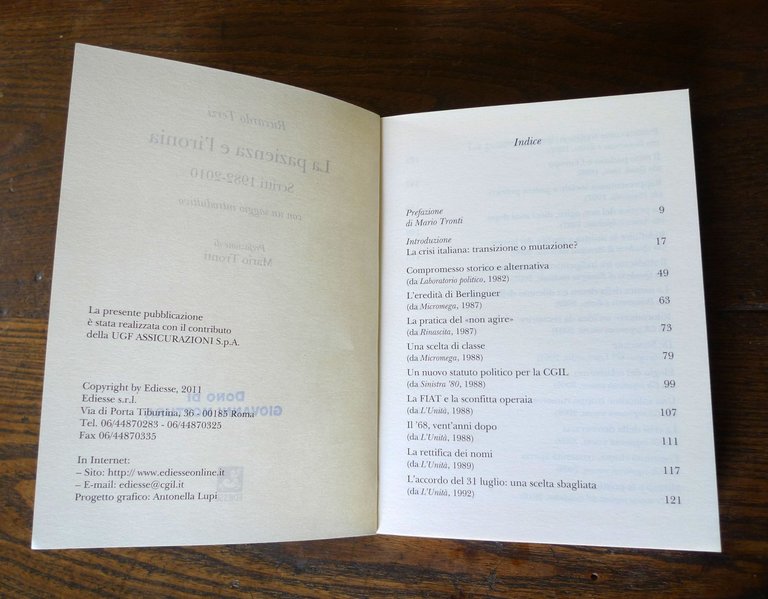 Riccardo Terzi
La pazienza e l'ironia
Scritti 1982-2010
con un saggio introduttivo
Prefazione di
Mario Tronti
La presente pubblicazione
è stata realizzata con il contributo
della UGF ASSICURAZIONI S.p.A.
Copyright by Ediesse, 2011
Ediesse s.r.l.
Via di Porta Tiburtina, 36 - 00185 Roma
Tel. 06/44870283 - 06/44870325
Fax 06/44870335
In Internet:
– Sito: http:// www.ediesseonline.it
– E-mail: ediesse@cgil.it
Progetto grafico: Antonella Lupi
DONO DI
GIOVANNI
EDIESSE
Indice
Prefazione
di Mario Tronti 9
Introduzione
La crisi italiana: transizione o mutazione? 17
Compromesso storico e alternativa 49
(da Laboratorio politico, 1982)
L'eredità di Berlinguer 63
(da Micromega, 1987)
La pratica del «non agire» 73
(da Rinascita, 1987)
Una scelta di classe 79
(da Micromega, 1988)
Un nuovo statuto politico per la CGIL 99
(da Sinistra '80, 1988)
La FIAT e la sconfitta operaia 107
(da L'Unità, 1988)
Il '68, vent'anni dopo 111
(da L'Unità, 1988)
La rettifica dei nomi 117
(da L'Unità, 1989)
L'accordo del 31 luglio: una scelta sbagliata 121
(da L'Unità, 1992)